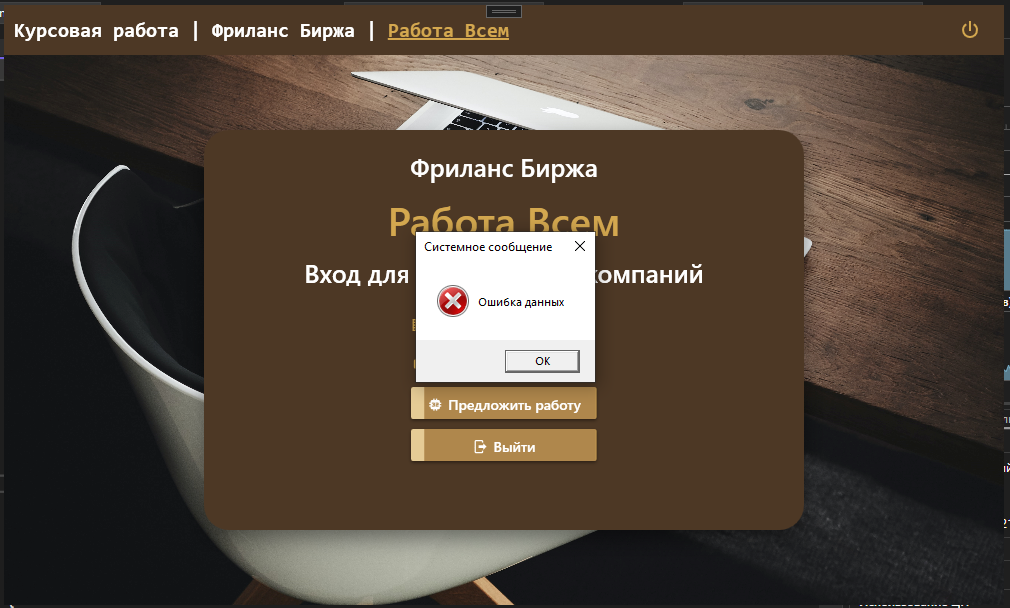 Курсовая работа | Фриланс Биржа | Работа Всем
Фриланс Биржа
Работа Всем
Системное сообщение
Вход для компаний
Ошибка данных
OK
Предложить работу
Выйти